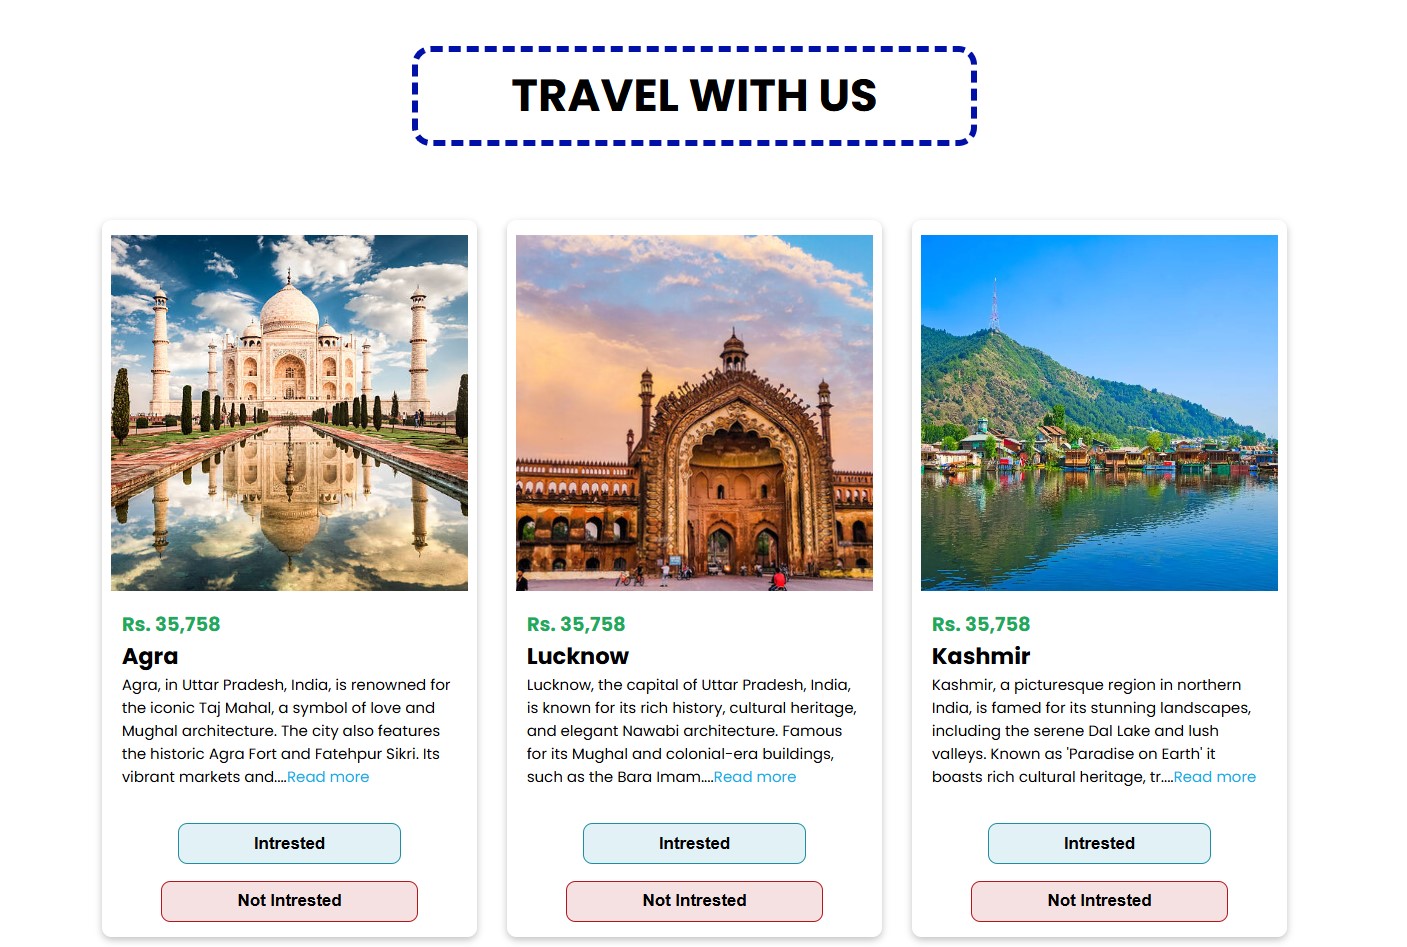 TRAVEL WITH US
Rs. 35,758
Agra
Agra, in Uttar Pradesh, India, is renowned for
the iconic Taj Mahal, a symbol of love and
Mughal architecture. The city also features
the historic Agra Fort and Fatehpur Sikri. Its
vibrant markets and....Read more
Intrested
Not Intrested
Rs. 35,758
Lucknow
Lucknow, the capital of Uttar Pradesh, India,
is known for its rich history, cultural heritage,
and elegant Nawabi architecture. Famous
for its Mughal and colonial-era buildings,
such as the Bara Imam....Read more
Intrested
Not Intrested
Rs. 35,758
Kashmir
Kashmir, a picturesque region in northern
India, is famed for its stunning landscapes,
including the serene Dal Lake and lush
valleys. Known as 'Paradise on Earth' it
boasts rich cultural heritage, tr....Read more
Intrested
Not Intrested